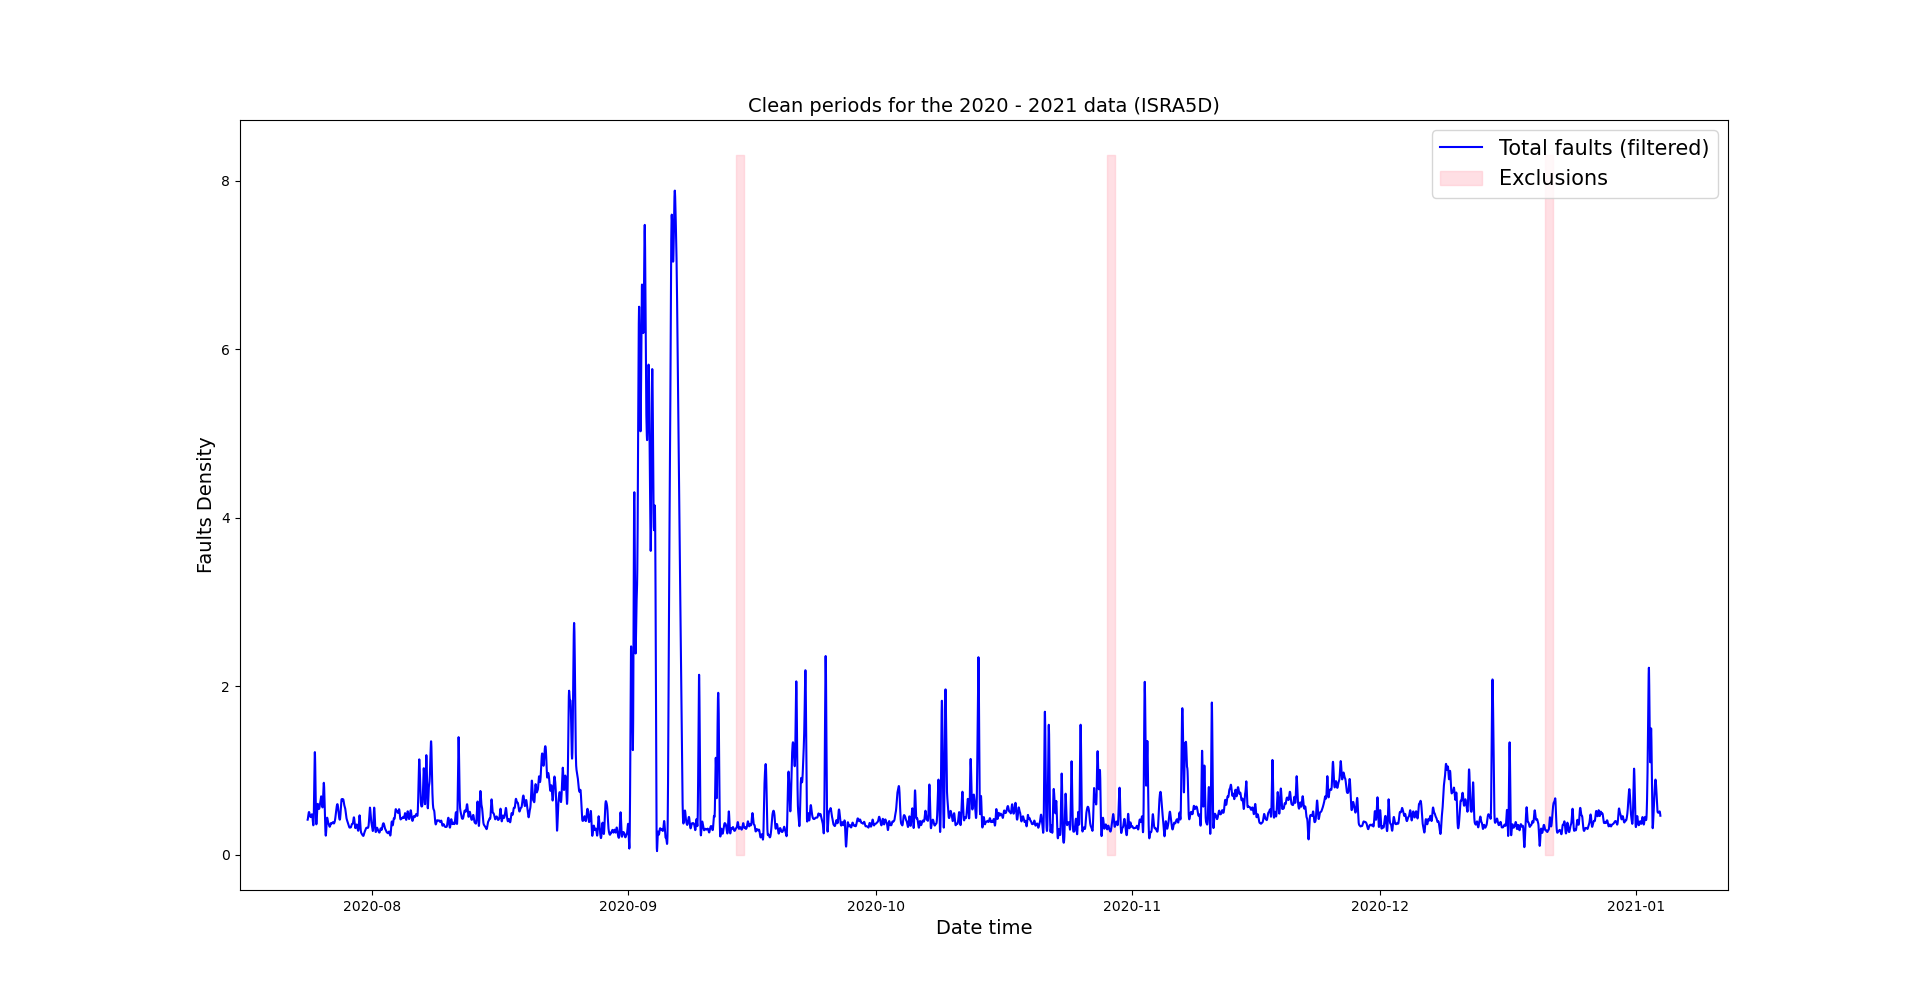 Clean periods for the 2020 - 2021 data (ISRA5D)
Total faults (filtered)
Exclusions
Faults Density
8
6
4
2
0
2020-08
2020-09
2020-10
2020-11
2020-12
2021-01
Date time